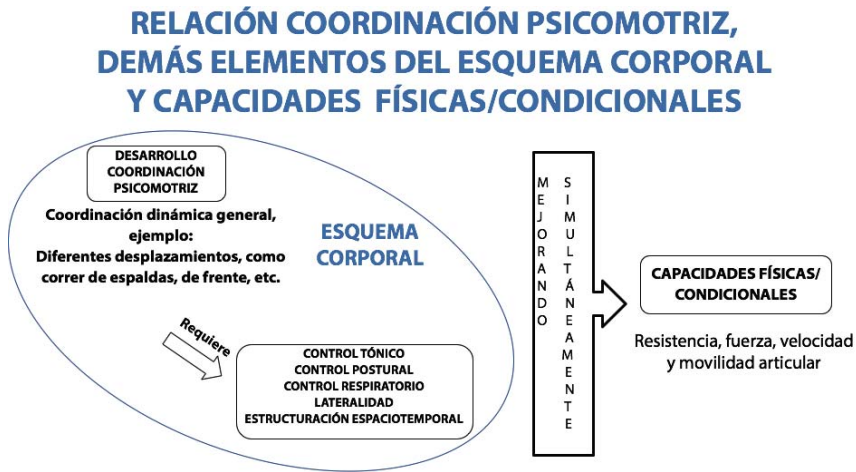 RELACIÓN COORDINACIÓN PSICOMOTRIZ,
DEMÁS ELEMENTOS DEL ESQUEMA CORPORAL
Y CAPACIDADES FÍSICAS/CONDICIONALES
DESARROLLO
COORDINACIÓN
PSICOMOTRIZ
Coordinación dinámica general,
ejemplo:
Diferentes desplazamientos, como
correr de espaldas, de frente, etc.
ESQUEMA
CORPORAL
Requiere
CONTROL TÓNICO
CONTROL POSTURAL
CONTROL RESPIRATORIO
LATERALIDAD
ESTRUCTURACIÓN ESPACIOTEMPORAL
MEJORANDO
SIMULTÁNEAMENTE
CAPACIDADES FÍSICAS/
CONDICIONALES
Resistencia, fuerza, velocidad
y movilidad articular